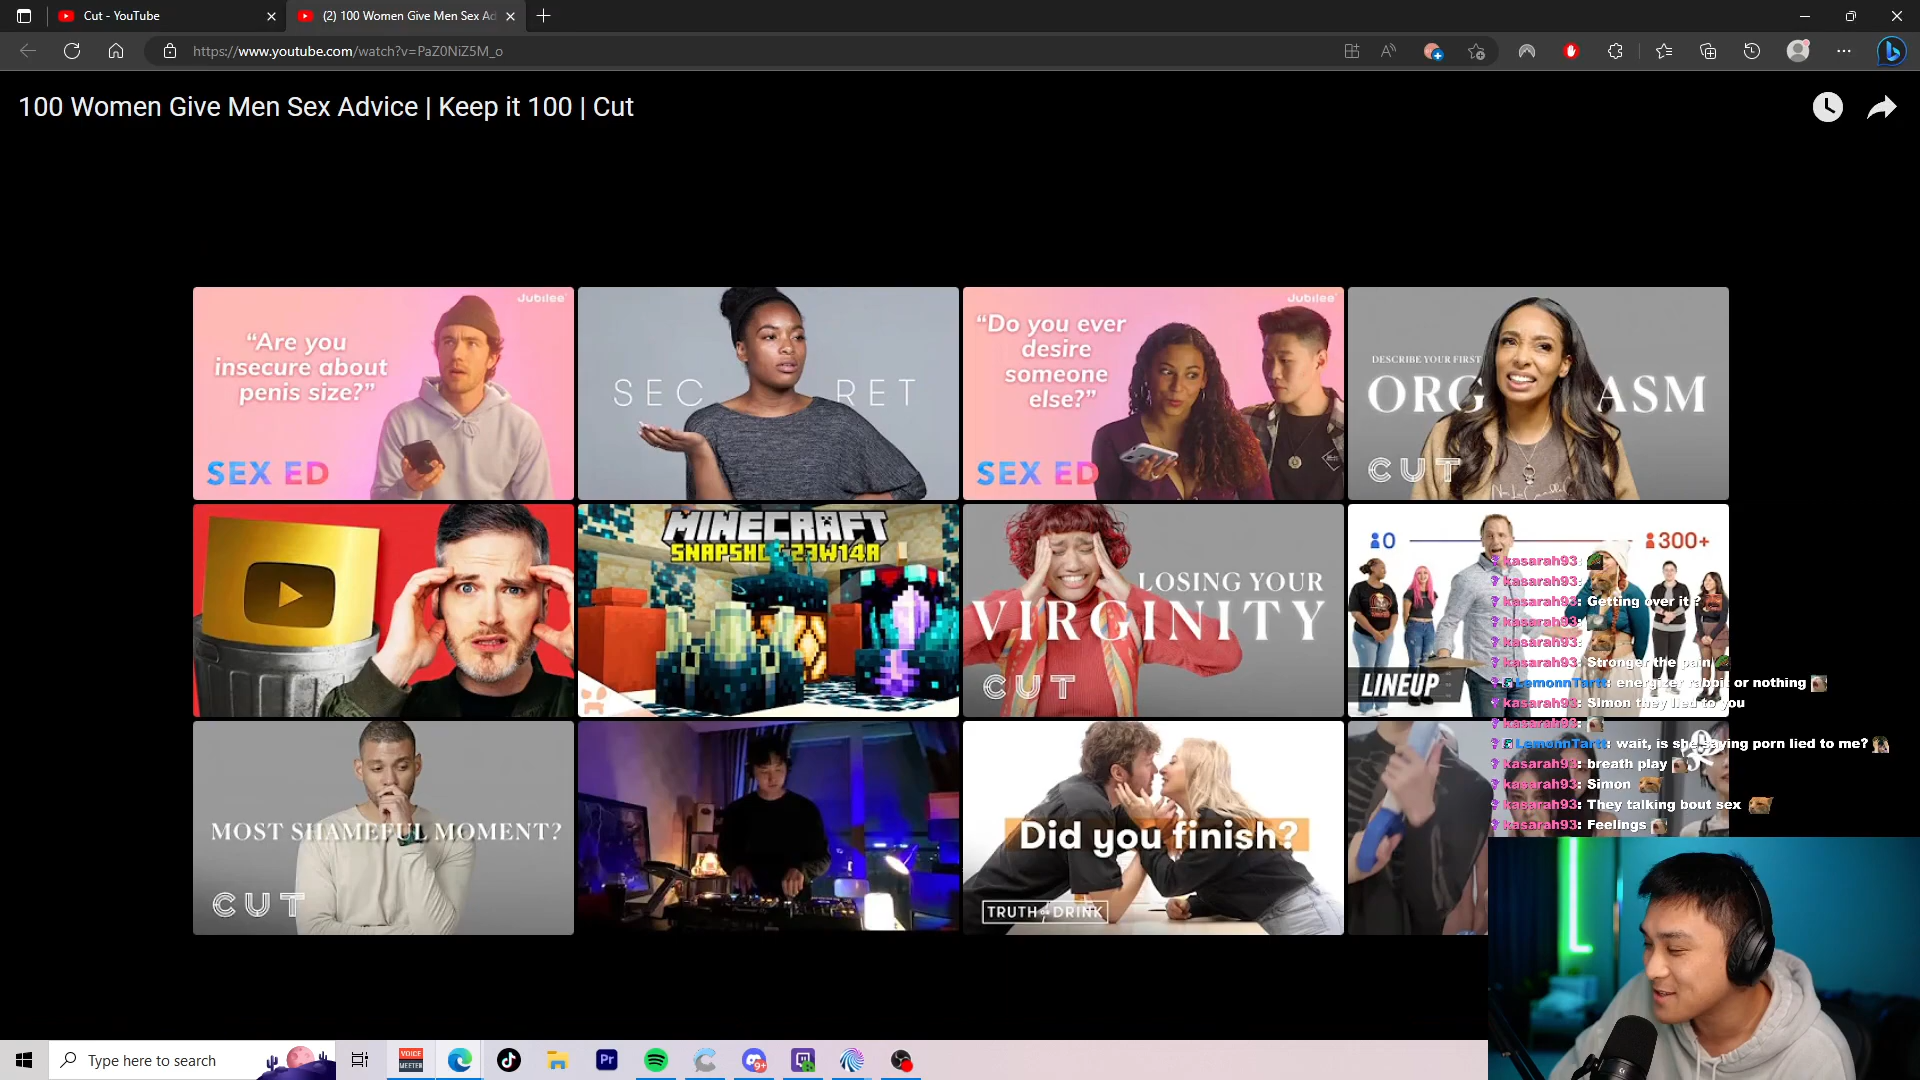 Cut - YouTube
(2) 100 Women Give Men Sex Ad
https://www.youtube.com/watch?v=PaZ0NiZ5M_o
100 Women Give Men Sex Advice | Keep it 100 | Cut
Jubilee
"Are you
insecure about
penis size?"
SEX ED
SEC RET
Jubilee
"Do you ever
desire
someone
else?"
SEX ED
DESCRIBE YOUR FIRST
ORG ASM
CUT
MINECRAFT
SNAPSHOT 23W14A
LOSING YOUR
VIRGINITY
CUT
0 300+
LINEUP
kasarah93:
kasarah93:
kasarah93: Getting over it ?
kasarah93:
kasarah93:
kasarah93: Stronger the pain
LemonnTart: energizer rabbit or nothing
kasarah93: Simon they lied to you
kasarah93:
LemonnTart: wait, is she saying porn lied to me?
kasarah93: breath play
kasarah93: Simon
kasarah93: They talking bout sex
kasarah93: Feelings
MOST SHAMEFUL MOMENT?
CUT
Did you finish?
TRUTH or DRINK
Type here to search
VOICE
MEETER
Pr
9+